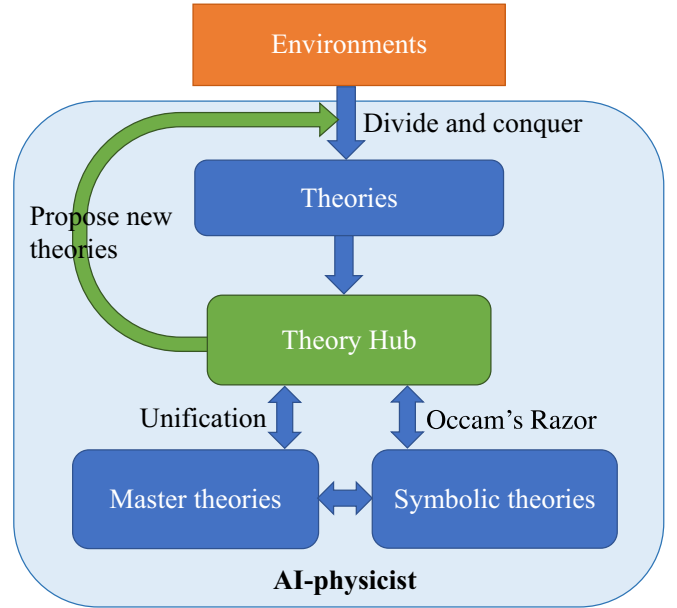 Environments
Divide and conquer
Theories
Propose new
theories
Theory Hub
Unification
Occam's Razor
Master theories
Symbolic theories
AI-physicist